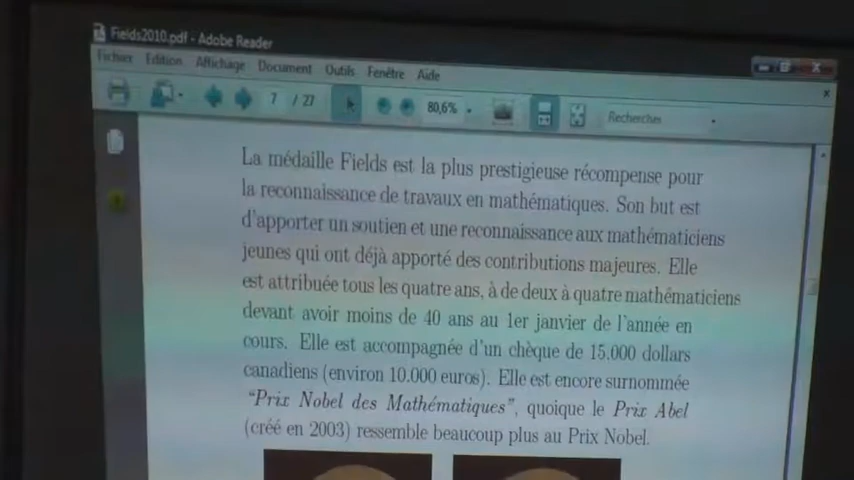 Fields2010.pdf - Adobe Reader
Fichier Edition Affichage Document Outils Fenêtre Aide
7 / 27 80,6% Rechercher
La médaille Fields est la plus prestigieuse récompense pour
la reconnaissance de travaux en mathématiques. Son but est
d'apporter un soutien et une reconnaissance aux mathématiciens
jeunes qui ont déjà apporté des contributions majeures. Elle
est attribuée tous les quatre ans, à de deux à quatre mathématiciens
devant avoir moins de 40 ans au 1er janvier de l'année en
cours. Elle est accompagnée d'un chèque de 15.000 dollars
canadiens (environ 10.000 euros). Elle est encore surnommée
"Prix Nobel des Mathématiques", quoique le Prix Abel
(créé en 2003) ressemble beaucoup plus au Prix Nobel.